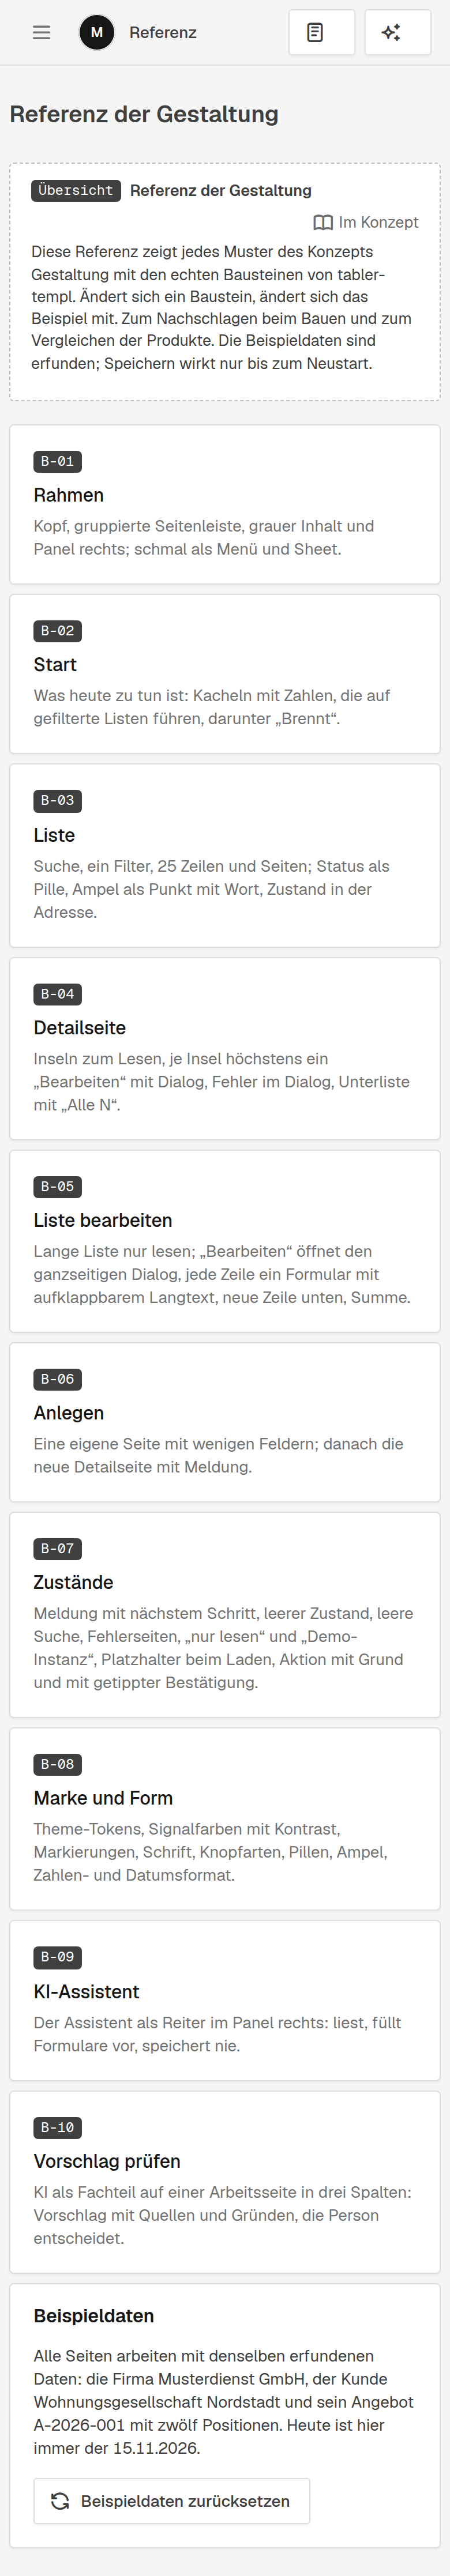 M Referenz
Referenz der Gestaltung
Übersicht Referenz der Gestaltung
Im Konzept
Diese Referenz zeigt jedes Muster des Konzepts
Gestaltung mit den echten Bausteinen von tabler-
templ. Ändert sich ein Baustein, ändert sich das
Beispiel mit. Zum Nachschlagen beim Bauen und zum
Vergleichen der Produkte. Die Beispieldaten sind
erfunden; Speichern wirkt nur bis zum Neustart.
B-01
Rahmen
Kopf, gruppierte Seitenleiste, grauer Inhalt und
Panel rechts; schmal als Menü und Sheet.
B-02
Start
Was heute zu tun ist: Kacheln mit Zahlen, die auf
gefilterte Listen führen, darunter „Brennt“.
B-03
Liste
Suche, ein Filter, 25 Zeilen und Seiten; Status als
Pille, Ampel als Punkt mit Wort, Zustand in der
Adresse.
B-04
Detailseite
Inseln zum Lesen, je Insel höchstens ein
„Bearbeiten“ mit Dialog, Fehler im Dialog, Unterliste
mit „Alle N“.
B-05
Liste bearbeiten
Lange Liste nur lesen; „Bearbeiten“ öffnet den
ganzseitigen Dialog, jede Zeile ein Formular mit
aufklappbarem Langtext, neue Zeile unten, Summe.
B-06
Anlegen
Eine eigene Seite mit wenigen Feldern; danach die
neue Detailseite mit Meldung.
B-07
Zustände
Meldung mit nächstem Schritt, leerer Zustand, leere
Suche, Fehlerseiten, „nur lesen“ und „Demo-
Instanz“, Platzhalter beim Laden, Aktion mit Grund
und mit getippter Bestätigung.
B-08
Marke und Form
Theme-Tokens, Signalfarben mit Kontrast,
Markierungen, Schrift, Knopfarten, Pillen, Ampel,
Zahlen- und Datumsformat.
B-09
KI-Assistent
Der Assistent als Reiter im Panel rechts: liest, füllt
Formulare vor, speichert nie.
B-10
Vorschlag prüfen
KI als Fachteil auf einer Arbeitsseite in drei Spalten:
Vorschlag mit Quellen und Gründen, die Person
entscheidet.
Beispieldaten
Alle Seiten arbeiten mit denselben erfundenen
Daten: die Firma Musterdienst GmbH, der Kunde
Wohnungsgesellschaft Nordstadt und sein Angebot
A-2026-001 mit zwölf Positionen. Heute ist hier
immer der 15.11.2026.
Beispieldaten zurücksetzen